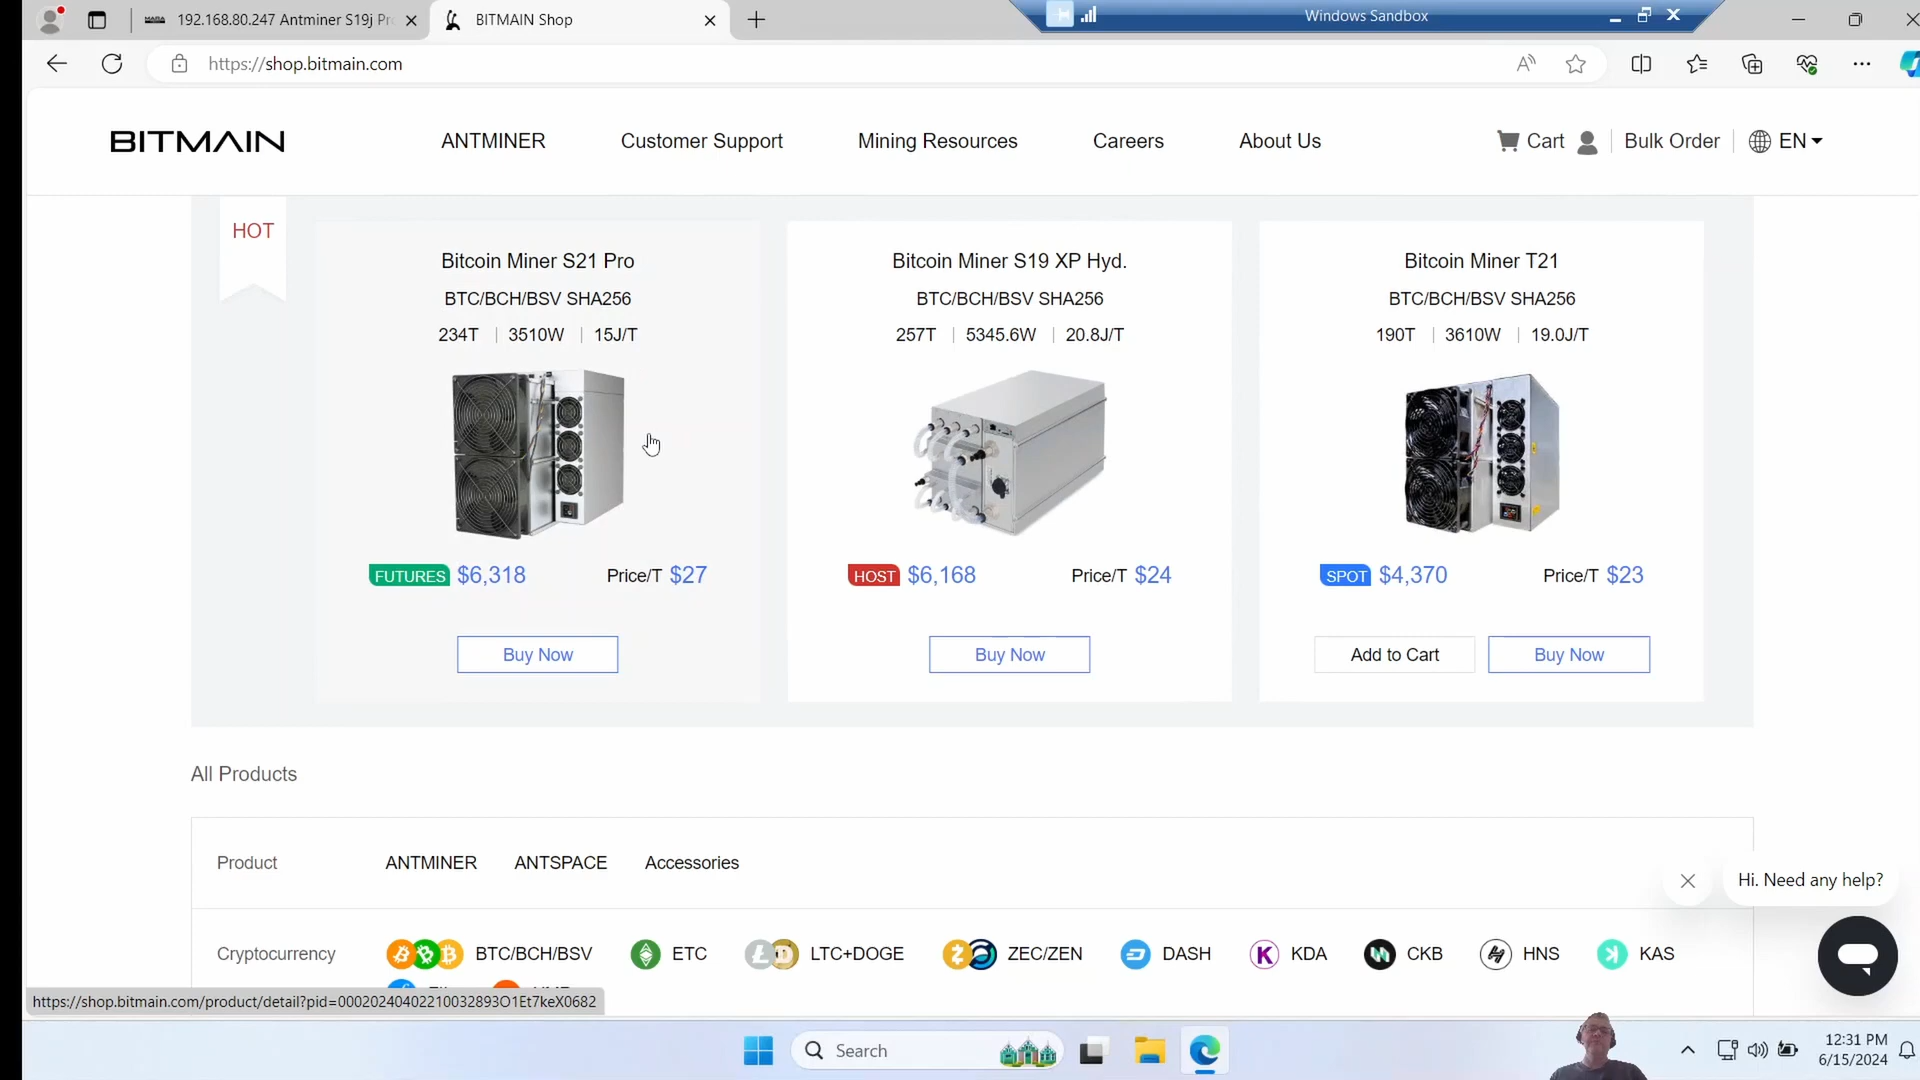 192.168.80.247 Antminer S19j Pr
BITMAIN Shop
Windows Sandbox
https://shop.bitmain.com
BITMAIN
ANTMINER
Customer Support
Mining Resources
Careers
About Us
Cart
Bulk Order
EN
HOT
Bitcoin Miner S21 Pro
BTC/BCH/BSV SHA256
234T | 3510W | 15J/T
FUTURES $6,318 Price/T $27
Buy Now
Bitcoin Miner S19 XP Hyd.
BTC/BCH/BSV SHA256
257T | 5345.6W | 20.8J/T
HOST $6,168 Price/T $24
Buy Now
Bitcoin Miner T21
BTC/BCH/BSV SHA256
190T | 3610W | 19.0J/T
SPOT $4,370 Price/T $23
Add to Cart
Buy Now
All Products
Product
ANTMINER
ANTSPACE
Accessories
Hi. Need any help?
Cryptocurrency
BTC/BCH/BSV
ETC
LTC+DOGE
ZEC/ZEN
DASH
KDA
CKB
HNS
KAS
https://shop.bitmain.com/product/detail?pid=00020240402210032893O1Et7keX0682
Search
12:31 PM
6/15/2024